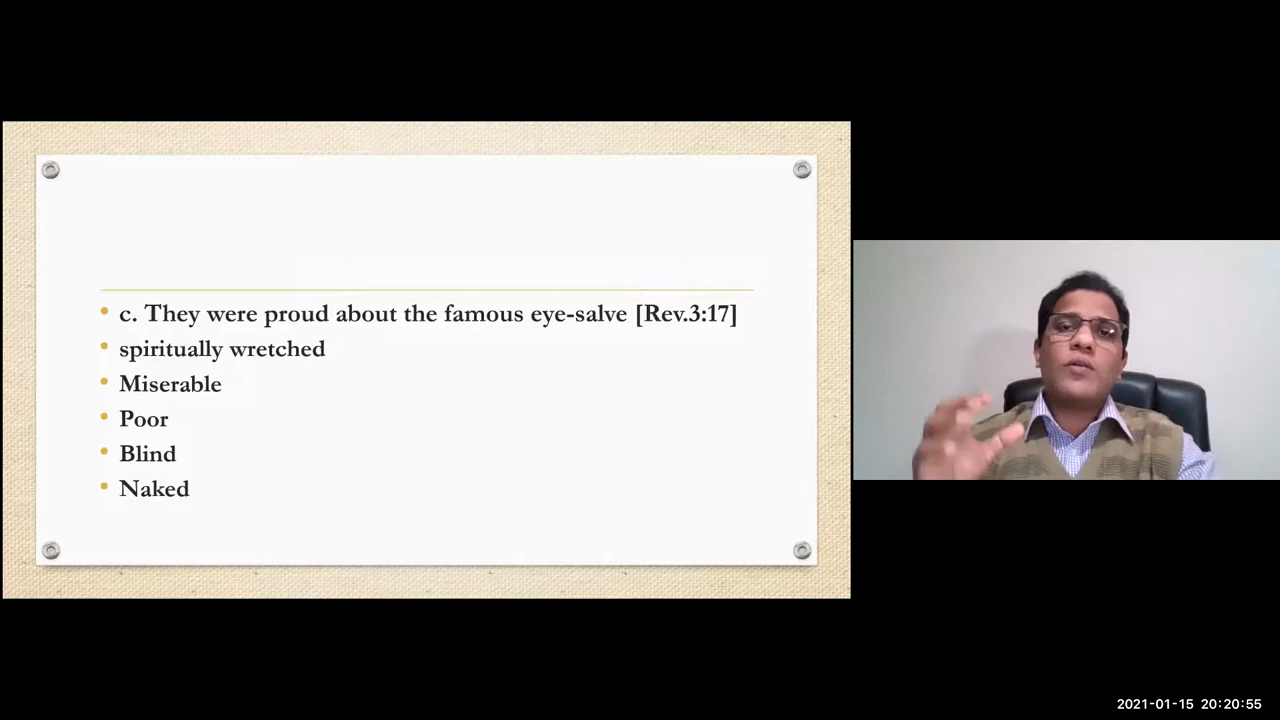 • c. They were proud about the famous eye-salve [Rev.3:17]
• spiritually wretched
• Miserable
• Poor
• Blind
• Naked
2021-01-15 20:20:55